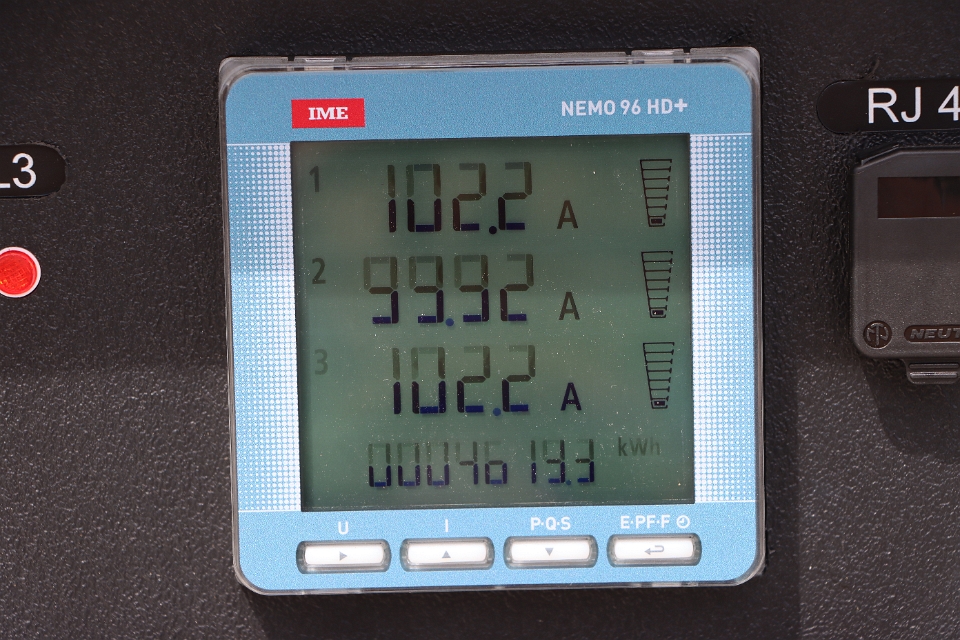 IME
NEMO 96 HD+
RJ 4
L3
1 102.2 A
2 99.92 A
3 102.2 A
00046193 kWh
U I P·Q·S E·PF·F
NEUT